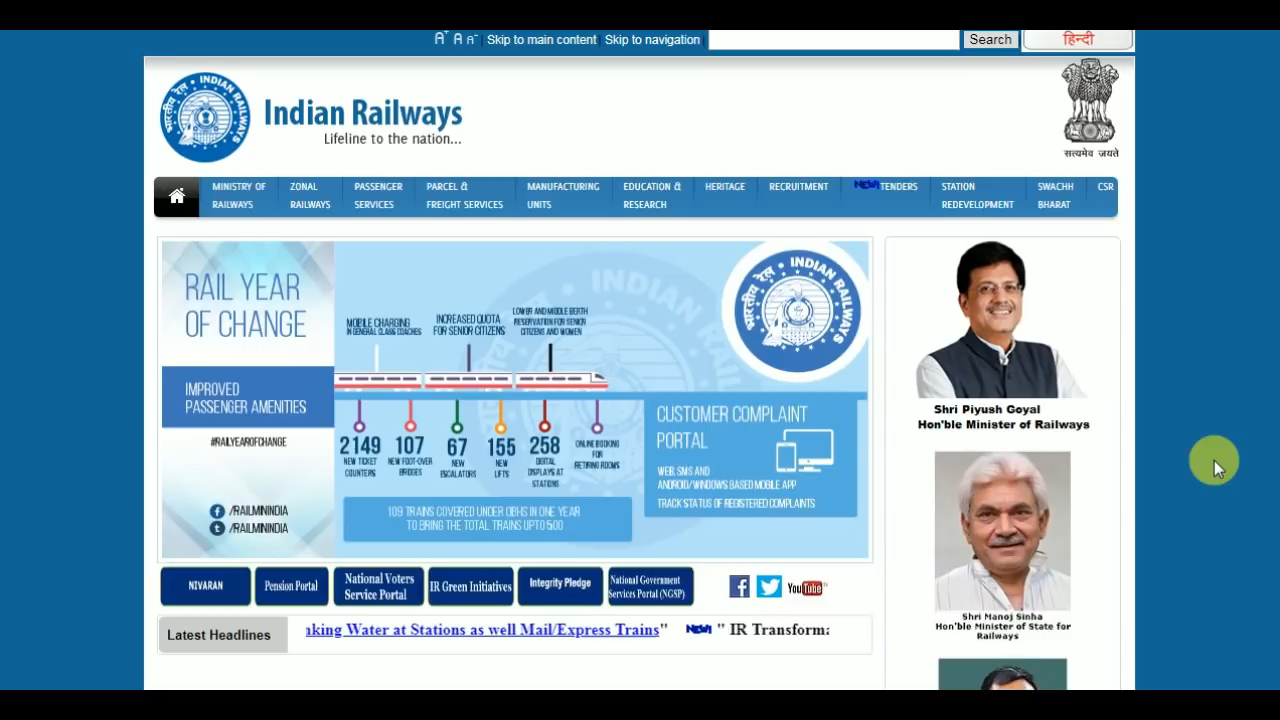 A+ A A- Skip to main content Skip to navigation Search हिन्दी
भारतीय रेल INDIAN RAILWAYS
Indian Railways
Lifeline to the nation...
सत्यमेव जयते
MINISTRY OF RAILWAYS
ZONAL RAILWAYS
PASSENGER SERVICES
PARCEL & FREIGHT SERVICES
MANUFACTURING UNITS
EDUCATION & RESEARCH
HERITAGE
RECRUITMENT
NEW! TENDERS
STATION REDEVELOPMENT
SWACHH BHARAT
CSR
RAIL YEAR
OF CHANGE
IMPROVED
PASSENGER AMENITIES
#RAILYEAROFCHANGE
/RAILMININDIA
/RAILMININDIA
MOBILE CHARGING
IN GENERAL CLASS COACHES
INCREASED QUOTA
FOR SENIOR CITIZENS
LOWER AND MIDDLE BERTH
RESERVATION FOR SENIOR
CITIZENS AND WOMEN
2149
NEW TICKET
COUNTERS
107
NEW FOOT-OVER
BRIDGES
67
NEW
ESCALATORS
155
NEW
LIFTS
258
DIGITAL
DISPLAYS AT
STATIONS
ONLINE BOOKING
FOR
RETIRING ROOMS
109 TRAINS COVERED UNDER OBHS IN ONE YEAR
TO BRING THE TOTAL TRAINS UPTO 500
भारतीय रेल INDIAN RAILWAYS
CUSTOMER COMPLAINT
PORTAL
WEB, SMS AND
ANDROID/WINDOWS BASED MOBILE APP
TRACK STATUS OF REGISTERED COMPLAINTS
Shri Piyush Goyal
Hon'ble Minister of Railways
Shri Manoj Sinha
Hon'ble Minister of State for
Railways
NIVARAN
Pension Portal
National Voters
Service Portal
IR Green Initiatives
Integrity Pledge
National Government
Services Portal (NGSP)
YouTube
Latest Headlines
nking Water at Stations as well Mail/Express Trains" NEW! " IR Transforma